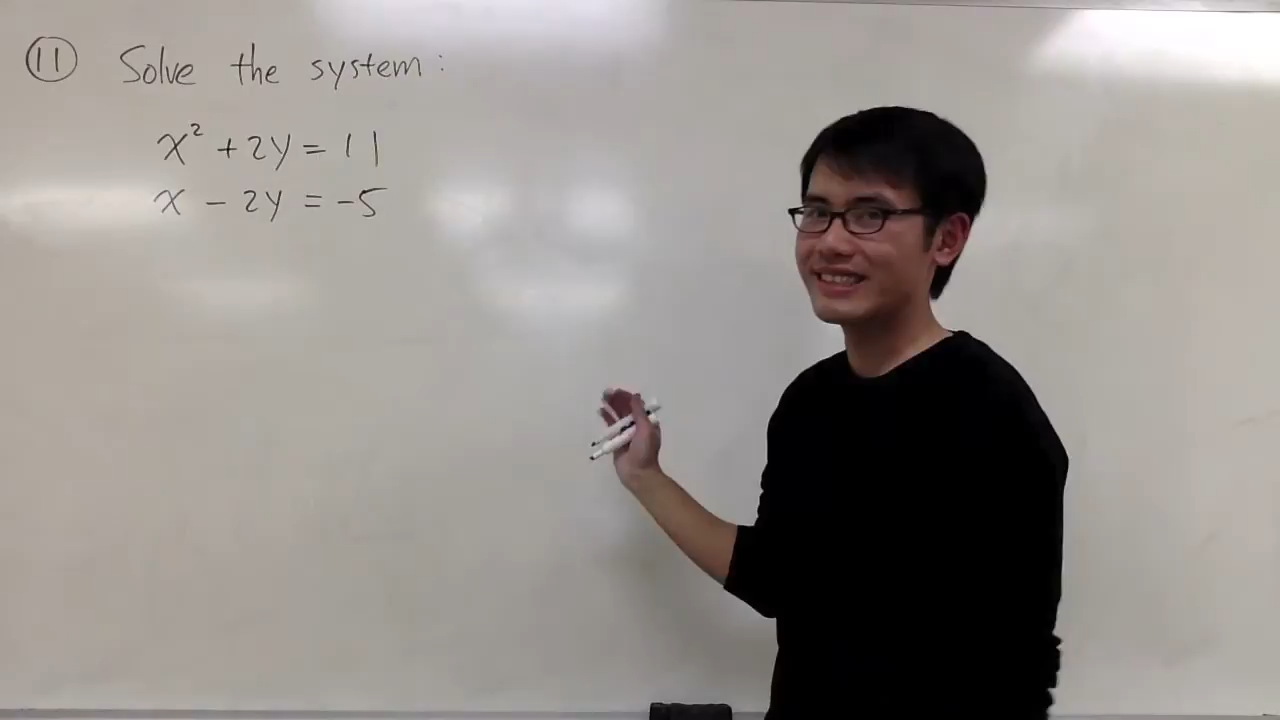 ⑪ Solve the system:
x² + 2y = 11
x - 2y = -5